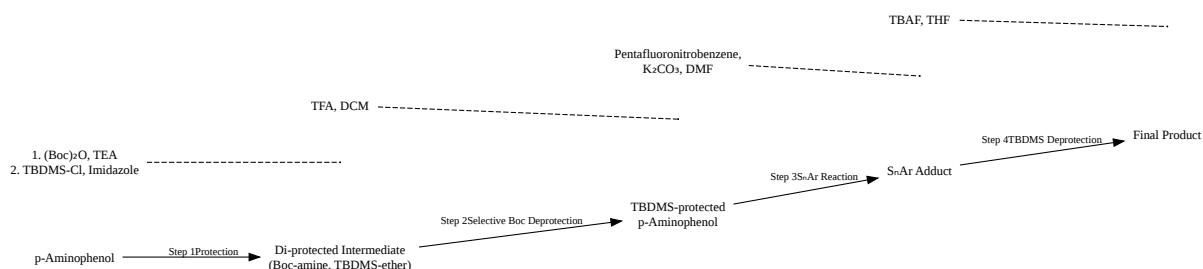 TBAF, THF
Pentafluoronitrobenzene,
K₂CO₃, DMF
TFA, DCM
1. (Boc)₂O, TEA
2. TBDMS-Cl, Imidazole
Step 4TBDMS Deprotection
Final Product
Step 3SₙAr Reaction
SₙAr Adduct
Step 2Selective Boc Deprotection
TBDMS-protected
p-Aminophenol
p-Aminophenol
Step 1Protection
Di-protected Intermediate
(Boc-amine, TBDMS-ether)